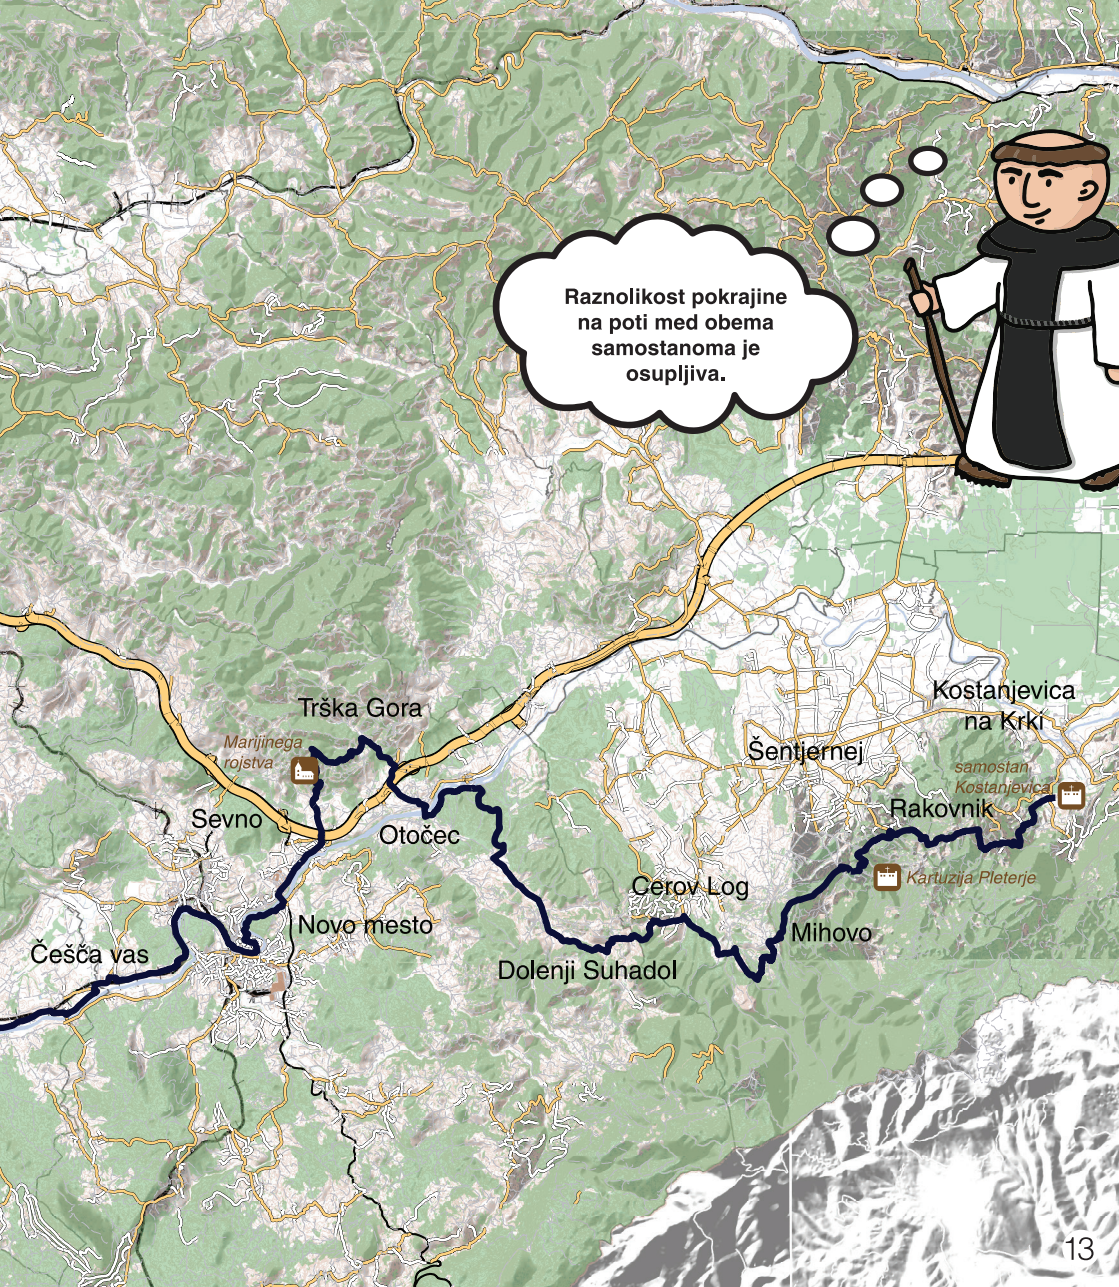 Raznolikost pokrajine
na poti med obema
samostanoma je
osupljiva.
Kostanjevica
na Krki
Trška Gora
Marijinega
rojstva
Šentjernej
samostan
Kostanjevica
Rakovnik
Sevno
Otočec
Kartuzija Pleterje
Cerov Log
Novo mesto
Mihovo
Češča vas
Dolenji Suhadol
13